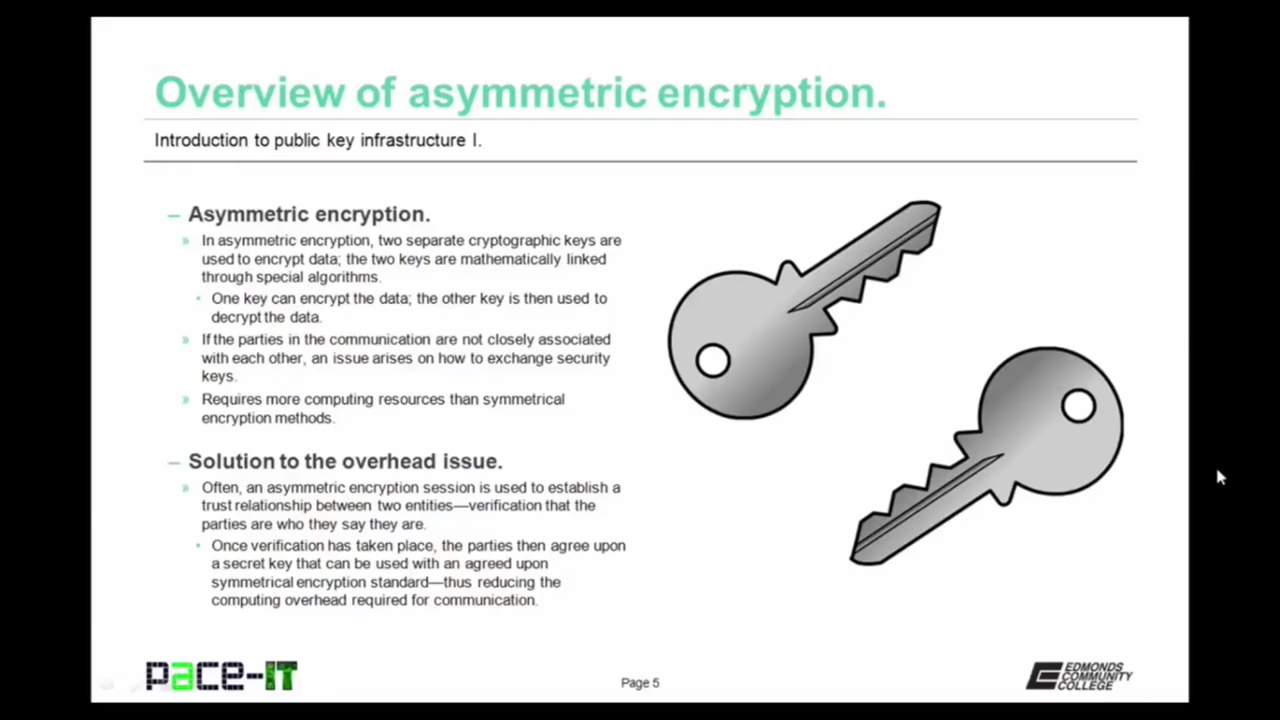 Overview of asymmetric encryption.
Introduction to public key infrastructure I.
– Asymmetric encryption.
» In asymmetric encryption, two separate cryptographic keys are
used to encrypt data; the two keys are mathematically linked
through special algorithms.
• One key can encrypt the data; the other key is then used to
decrypt the data.
» If the parties in the communication are not closely associated
with each other, an issue arises on how to exchange security
keys.
» Requires more computing resources than symmetrical
encryption methods.
– Solution to the overhead issue.
» Often, an asymmetric encryption session is used to establish a
trust relationship between two entities—verification that the
parties are who they say they are.
• Once verification has taken place, the parties then agree upon
a secret key that can be used with an agreed upon
symmetrical encryption standard—thus reducing the
computing overhead required for communication.
pace-IT
Page 5
EDMONDS
COMMUNITY
COLLEGE